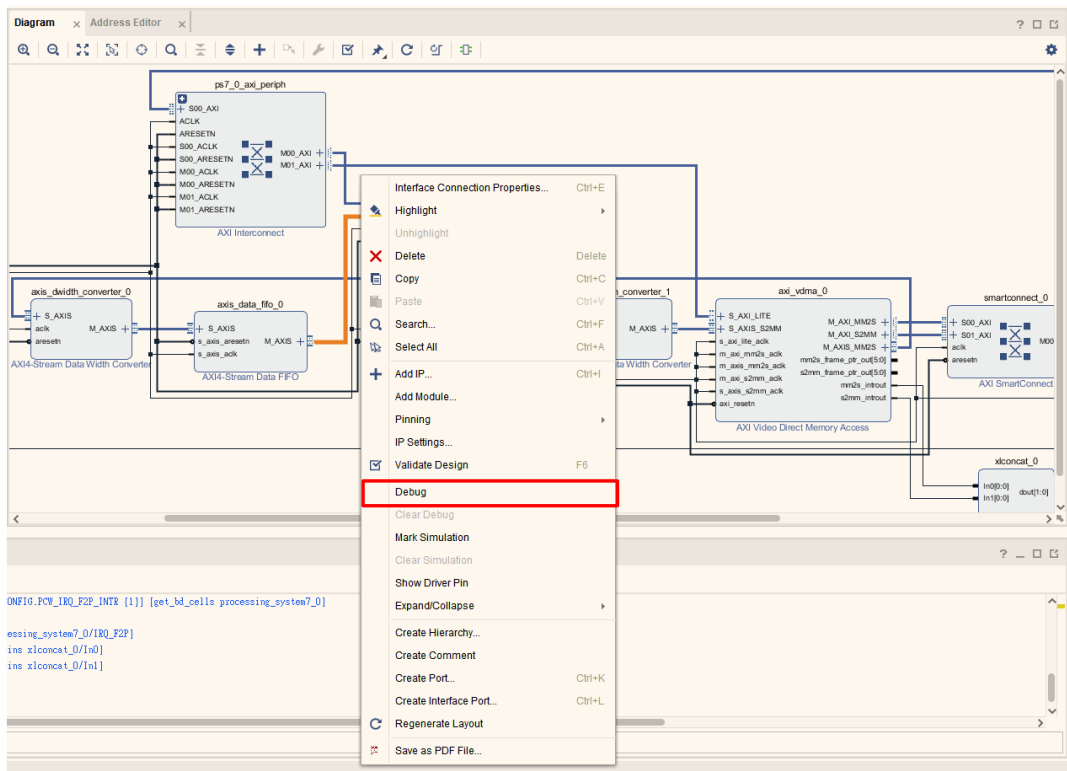 Diagram × Address Editor ×
?
ps7_0_axi_periph
S00_AXI
ACLK
ARESETN
S00_ACLK
S00_ARESETN
M00_ACLK
M00_ARESETN
M01_ACLK
M01_ARESETN
M00_AXI
M01_AXI
AXI Interconnect
axis_dwidth_converter_0
S_AXIS
aclk
aresetn
M_AXIS
AXI4-Stream Data Width Converter
axis_data_fifo_0
S_AXIS
s_axis_aresetn
s_axis_aclk
M_AXIS
AXI4-Stream Data FIFO
Interface Connection Properties... Ctrl+E
Highlight
Unhighlight
Delete Delete
Copy Ctrl+C
Paste Ctrl+V
Search... Ctrl+F
Select All Ctrl+A
Add IP... Ctrl+I
Add Module...
Pinning
IP Settings...
Validate Design F6
Debug
Clear Debug
Mark Simulation
Clear Simulation
Show Driver Pin
Expand/Collapse
Create Hierarchy...
Create Comment
Create Port... Ctrl+K
Create Interface Port... Ctrl+L
Regenerate Layout
Save as PDF File...
_converter_1
M_AXIS
ta Width Converter
axi_vdma_0
S_AXI_LITE
S_AXIS_S2MM
s_axi_lite_aclk
m_axi_mm2s_aclk
m_axis_mm2s_aclk
m_axi_s2mm_aclk
s_axis_s2mm_aclk
axi_resetn
M_AXI_MM2S
M_AXI_S2MM
M_AXIS_MM2S
mm2s_frame_ptr_out[5:0]
s2mm_frame_ptr_out[5:0]
mm2s_introut
s2mm_introut
AXI Video Direct Memory Access
smartconnect_0
S00_AXI
S01_AXI
aclk
aresetn
M00
AXI SmartConnect
xlconcat_0
In0[0:0]
In1[0:0]
dout[1:0]
?
ONFIG.PCW_IRQ_F2P_INTR {1}] [get_bd_cells processing_system7_0]
essing_system7_0/IRQ_F2P]
ins xlconcat_0/In0]
ins xlconcat_0/In1]